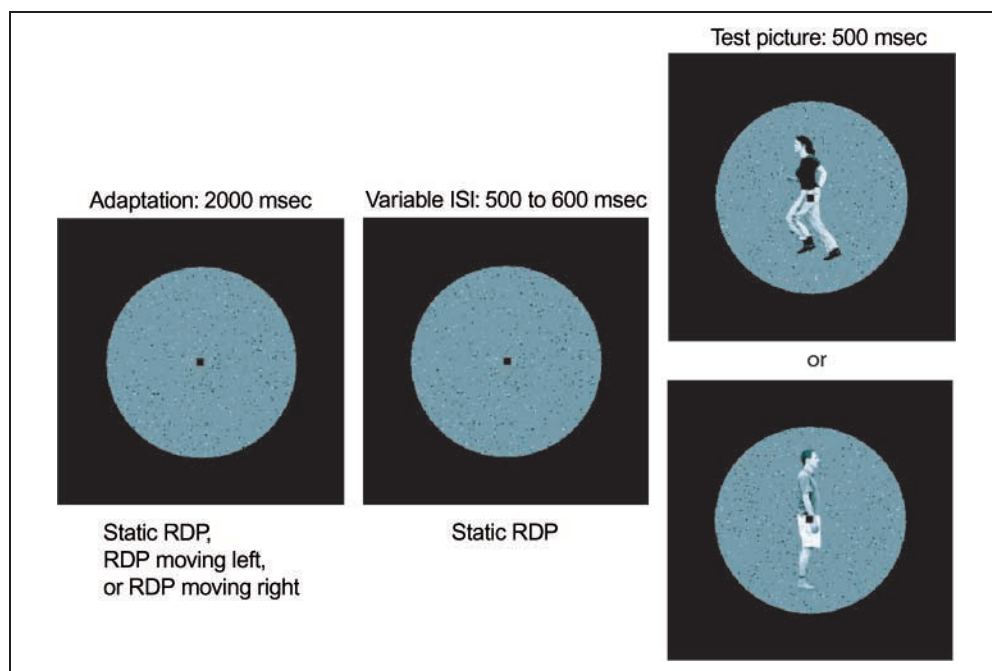 Test picture: 500 msec
Adaptation: 2000 msec
Variable ISI: 500 to 600 msec
or
Static RDP,
RDP moving left,
or RDP moving right
Static RDP